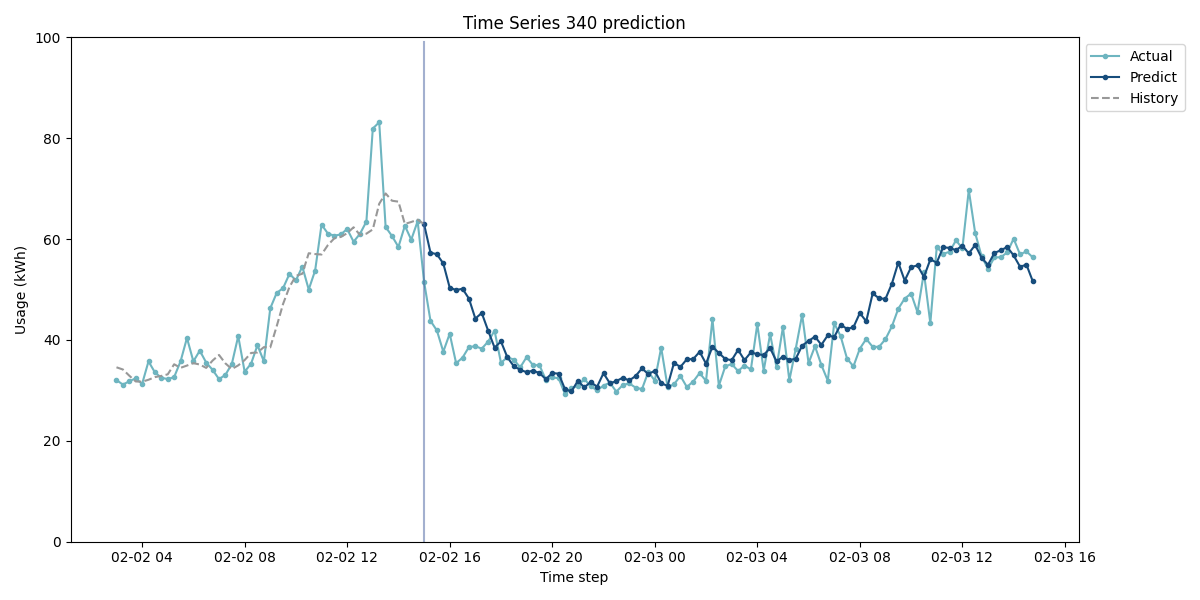 Time Series 340 prediction
100
80
60
40
20
0
Usage (kWh)
02-02 04
02-02 08
02-02 12
02-02 16
02-02 20
02-03 00
02-03 04
02-03 08
02-03 12
02-03 16
Time step
Actual
Predict
History